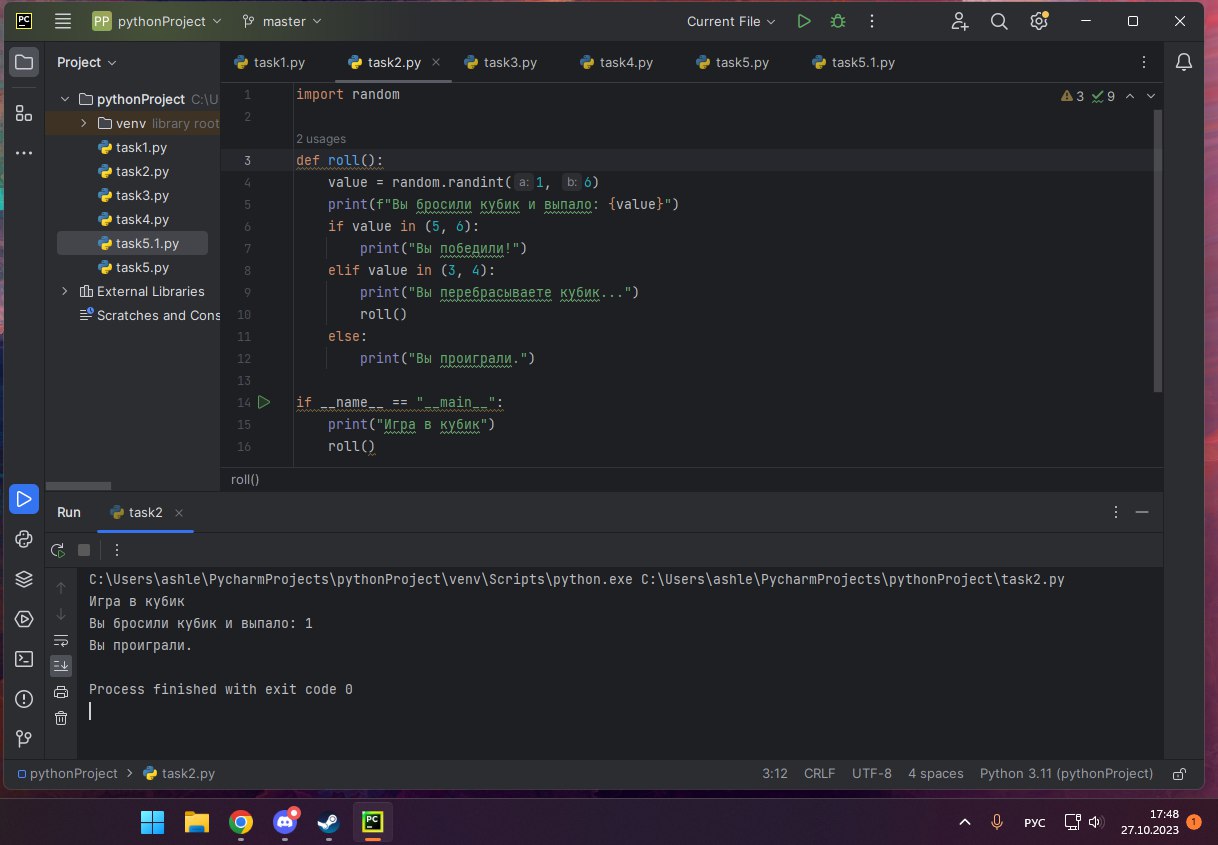 PC
PP pythonProject master Current File
Project task1.py task2.py task3.py task4.py task5.py task5.1.py
pythonProject C:\U
venv library root
task1.py
task2.py
task3.py
task4.py
task5.1.py
task5.py
External Libraries
Scratches and Cons
3 9
1 import random
2
2 usages
3 def roll():
4 value = random.randint( a: 1, b: 6)
5 print(f"Вы бросили кубик и выпало: {value}")
6 if value in (5, 6):
7 print("Вы победили!")
8 elif value in (3, 4):
9 print("Вы перебрасываете кубик...")
10 roll()
11 else:
12 print("Вы проиграли.")
13
14 if __name__ == "__main__":
15 print("Игра в кубик")
16 roll()
roll()
Run task2
C:\Users\ashle\PycharmProjects\pythonProject\venv\Scripts\python.exe C:\Users\ashle\PycharmProjects\pythonProject\task2.py
Игра в кубик
Вы бросили кубик и выпало: 1
Вы проиграли.
Process finished with exit code 0
pythonProject task2.py 3:12 CRLF UTF-8 4 spaces Python 3.11 (pythonProject)
PC РУС 17:48 1
27.10.2023